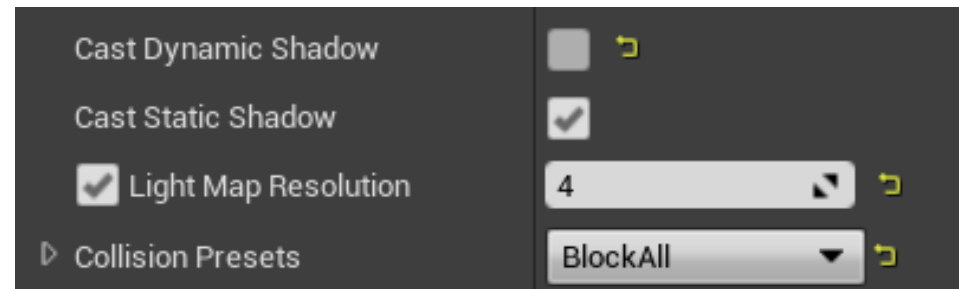 Cast Dynamic Shadow
Cast Static Shadow
Light Map Resolution 4
Collision Presets BlockAll